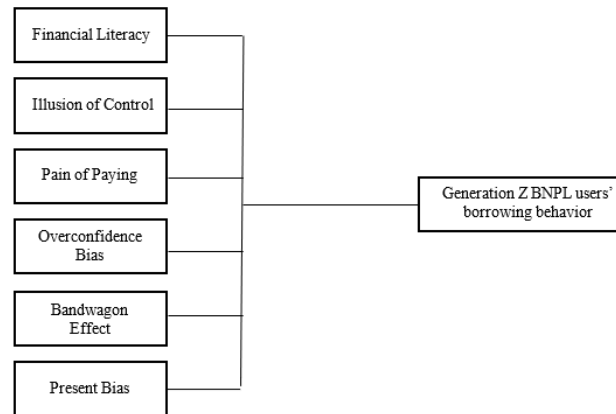 Financial Literacy
Illusion of Control
Pain of Paying
Overconfidence
Bias
Bandwagon
Effect
Present Bias
Generation Z BNPL users'
borrowing behavior